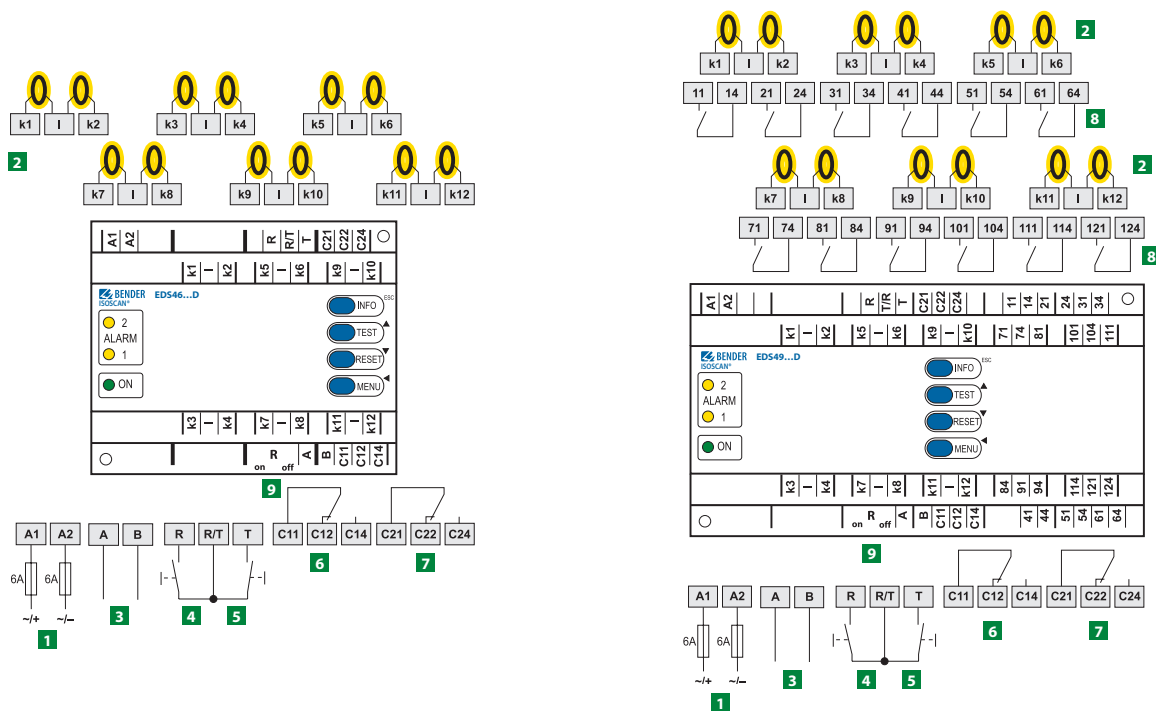 k1 I k2 k3 I k4 k5 I k6
2
k7 I k8 k9 I k10 k11 I k12
A1 A2 R R/T T C21 C22 C24
k1 I k2 k5 I k6 k9 I k10
BENDER EDS46...D
ISOSCAN®
2
ALARM
1
ON
INFO ESC
TEST
RESET
MENU
k3 I k4 k7 I k8 k11 I k12
R on off A B C11 C12 C14
9
A1 A2 A B R R/T T C11 C12 C14 C21 C22 C24
6A 6A
~/+ ~/–
1 3 4 5 6 7
k1 I k2 k3 I k4 k5 I k6
2
11 14 21 24 31 34 41 44 51 54 61 64
8
k7 I k8 k9 I k10 k11 I k12
2
71 74 81 84 91 94 101 104 111 114 121 124
8
A1 A2 R T/R T C21 C22 C24 11 14 21 24 31 34
k1 I k2 k5 I k6 k9 I k10 71 74 81 101 104 111
BENDER EDS49...D
ISOSCAN®
2
ALARM
1
ON
INFO ESC
TEST
RESET
MENU
k3 I k4 k7 I k8 k11 I k12 84 91 94 114 121 124
R on off A B C11 C12 C14 41 44 51 54 61 64
9
A1 A2 A B R R/T T C11 C12 C14 C21 C22 C24
6A 6A
~/+ ~/–
1 3 4 5 6 7